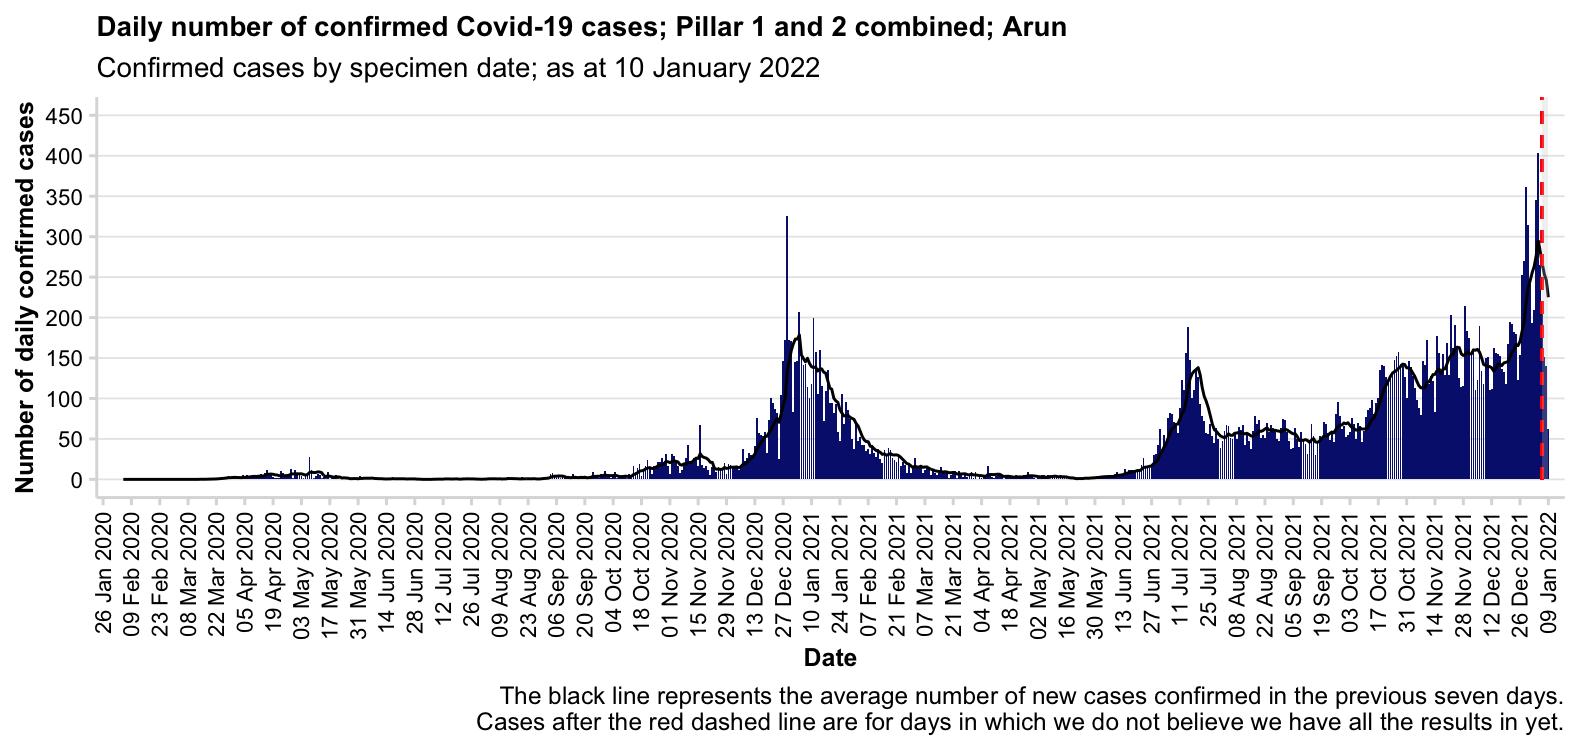 Daily number of confirmed Covid-19 cases; Pillar 1 and 2 combined; Arun
Confirmed cases by specimen date; as at 10 January 2022
Number of daily confirmed cases
450
400
350
300
250
200
150
100
50
0
26 Jan 2020
09 Feb 2020
23 Feb 2020
08 Mar 2020
22 Mar 2020
05 Apr 2020
19 Apr 2020
03 May 2020
17 May 2020
31 May 2020
14 Jun 2020
28 Jun 2020
12 Jul 2020
26 Jul 2020
09 Aug 2020
23 Aug 2020
06 Sep 2020
20 Sep 2020
04 Oct 2020
18 Oct 2020
01 Nov 2020
15 Nov 2020
29 Nov 2020
13 Dec 2020
27 Dec 2020
10 Jan 2021
24 Jan 2021
07 Feb 2021
21 Feb 2021
07 Mar 2021
21 Mar 2021
04 Apr 2021
18 Apr 2021
02 May 2021
16 May 2021
30 May 2021
13 Jun 2021
27 Jun 2021
11 Jul 2021
25 Jul 2021
08 Aug 2021
22 Aug 2021
05 Sep 2021
19 Sep 2021
03 Oct 2021
17 Oct 2021
31 Oct 2021
14 Nov 2021
28 Nov 2021
12 Dec 2021
26 Dec 2021
09 Jan 2022
Date
The black line represents the average number of new cases confirmed in the previous seven days.
Cases after the red dashed line are for days in which we do not believe we have all the results in yet.